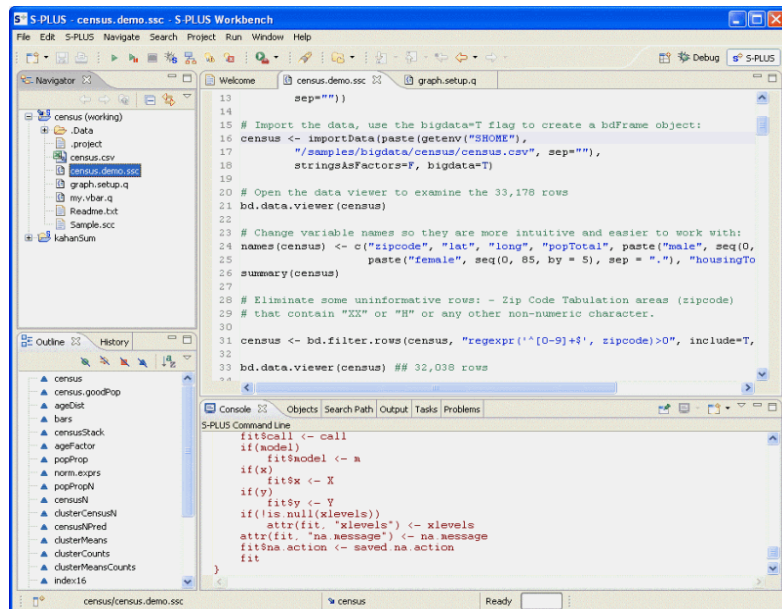 S-PLUS - census.demo.ssc - S-PLUS Workbench
File Edit S-PLUS Navigate Search Project Run Window Help
Debug S-PLUS
Navigator
census (working)
.Data
.project
census.csv
census.demo.ssc
graph.setup.q
my.vbar.q
Readme.txt
Sample.scc
kahanSum
Welcome census.demo.ssc graph.setup.q
13 sep=""))
14
15 # Import the data, use the bigdata=T flag to create a bdFrame object:
16 census <- importData(paste(getenv("SHOME"),
17 "/samples/bigdata/census/census.csv", sep=""),
18 stringsAsFactors=F, bigdata=T)
19
20 # Open the data viewer to examine the 33,178 rows
21 bd.data.viewer(census)
22
23 # Change variable names so they are more intuitive and easier to work with:
24 names(census) <- c("zipcode", "lat", "long", "popTotal", paste("male", seq(0,
25 paste("female", seq(0, 85, by = 5), sep = "."), "housingTo
26 summary(census)
27
28 # Eliminate some uninformative rows: - Zip Code Tabulation areas (zipcode)
29 # that contain "XX" or "H" or any other non-numeric character.
30
31 census <- bd.filter.rows(census, "regexpr('^[0-9]+$', zipcode)>0", include=T,
32
33 bd.data.viewer(census) ## 32,038 rows
Outline History
census
census.goodPop
ageDist
bars
censusStack
ageFactor
popProp
norm.exprs
popPropN
censusN
clusterCensusN
censusNPred
clusterMeans
clusterCounts
clusterMeansCounts
index16
Console Objects Search Path Output Tasks Problems
S-PLUS Command Line
fit$call <- call
if(model)
fit$model <- m
if(x)
fit$x <- X
if(y)
fit$y <- Y
if(!is.null(xlevels))
attr(fit, "xlevels") <- xlevels
attr(fit, "na.message") <- na.message
fit$na.action <- saved.na.action
fit
}
census/census.demo.ssc census Ready